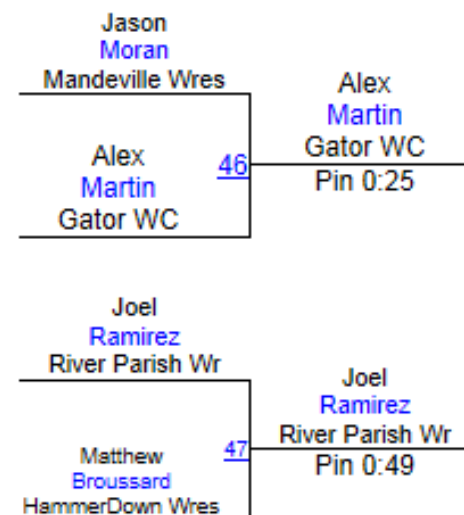 Jason
Moran
Mandeville Wres
Alex
Martin
Gator WC
46
Alex
Martin
Gator WC
Pin 0:25
Joel
Ramirez
River Parish Wr
Matthew
Broussard
HammerDown Wres
47
Joel
Ramirez
River Parish Wr
Pin 0:49